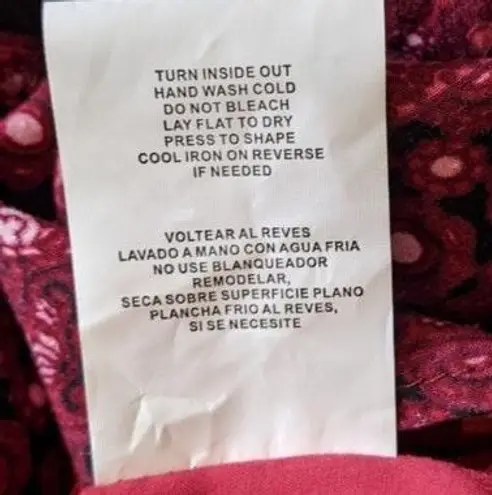 TURN INSIDE OUT
HAND WASH COLD
DO NOT BLEACH
LAY FLAT TO DRY
PRESS TO SHAPE
COOL IRON ON REVERSE
IF NEEDED
VOLTEAR AL REVES
LAVADO A MANO CON AGUA FRIA
NO USE BLANQUEADOR
REMODELAR,
SECA SOBRE SUPERFICIE PLANO
PLANCHA FRIO AL REVES,
SI SE NECESITE